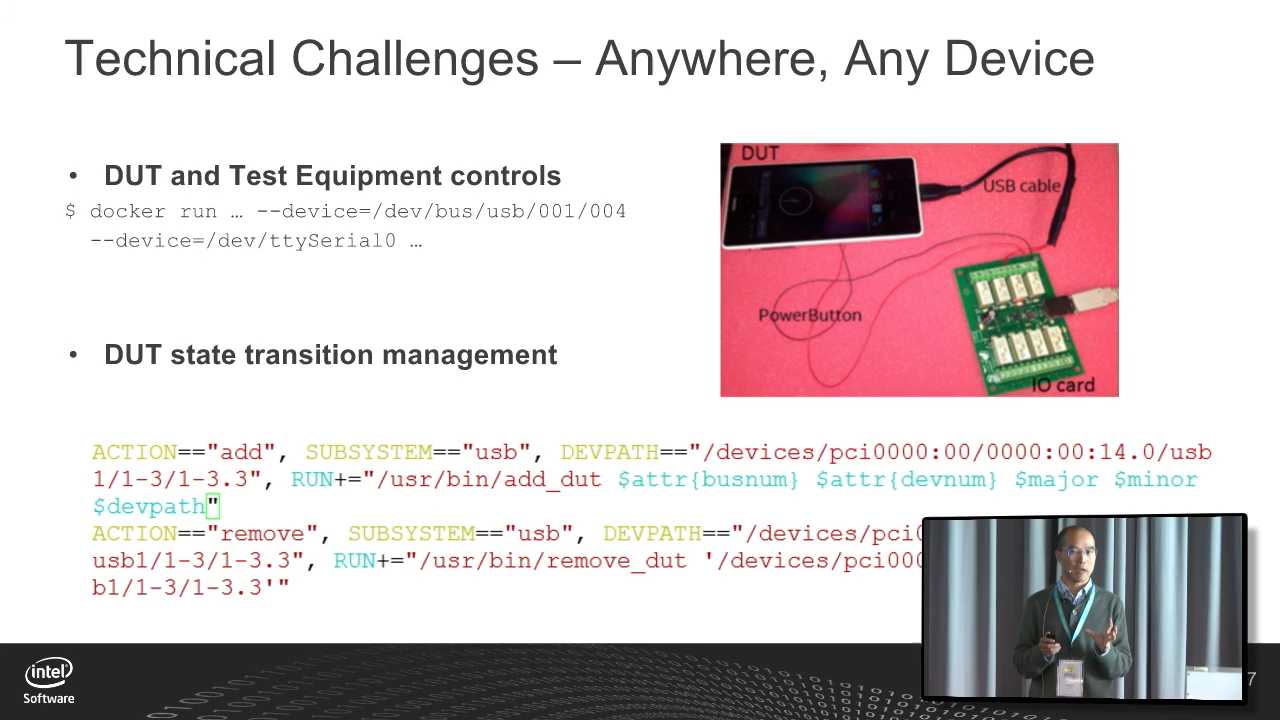 Technical Challenges – Anywhere, Any Device
• DUT and Test Equipment controls
$ docker run … --device=/dev/bus/usb/001/004
--device=/dev/ttySerial0 …
DUT
USB cable
PowerButton
IO card
• DUT state transition management
ACTION=="add", SUBSYSTEM=="usb", DEVPATH=="/devices/pci0000:00/0000:00:14.0/usb
1/1-3/1-3.3", RUN+="/usr/bin/add_dut $attr{busnum} $attr{devnum} $major $minor
$devpath"
ACTION=="remove", SUBSYSTEM=="usb", DEVPATH=="/devices/pci
usb1/1-3/1-3.3", RUN+="/usr/bin/remove_dut '/devices/pci000
b1/1-3/1-3.3'"
intel
Software
7